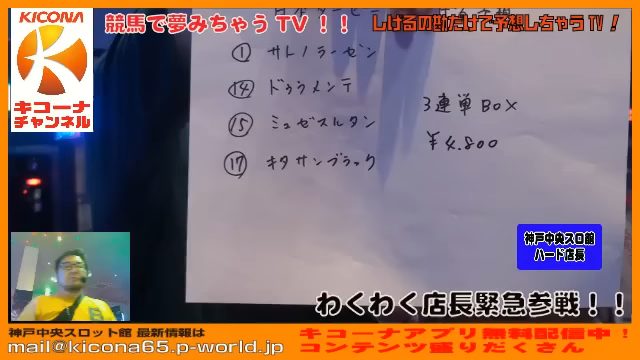 KICONA
キコーナ
チャンネル
競馬で夢みちゃうTV！！
しげるの勘だけで予想しちゃうTV！
① サトノラーゼン
⑭ ドゥラメンテ
⑮ ミュゼスルタン
⑰ キタサンブラック
3連単BOX
¥4.800
神戸中央スロ館
ハード店長
わくわく店長緊急参戦！！
神戸中央スロット館 最新情報は
mail@kicona65.p-world.jp
キコーナアプリ無料配信中！
コンテンツ盛りだくさん